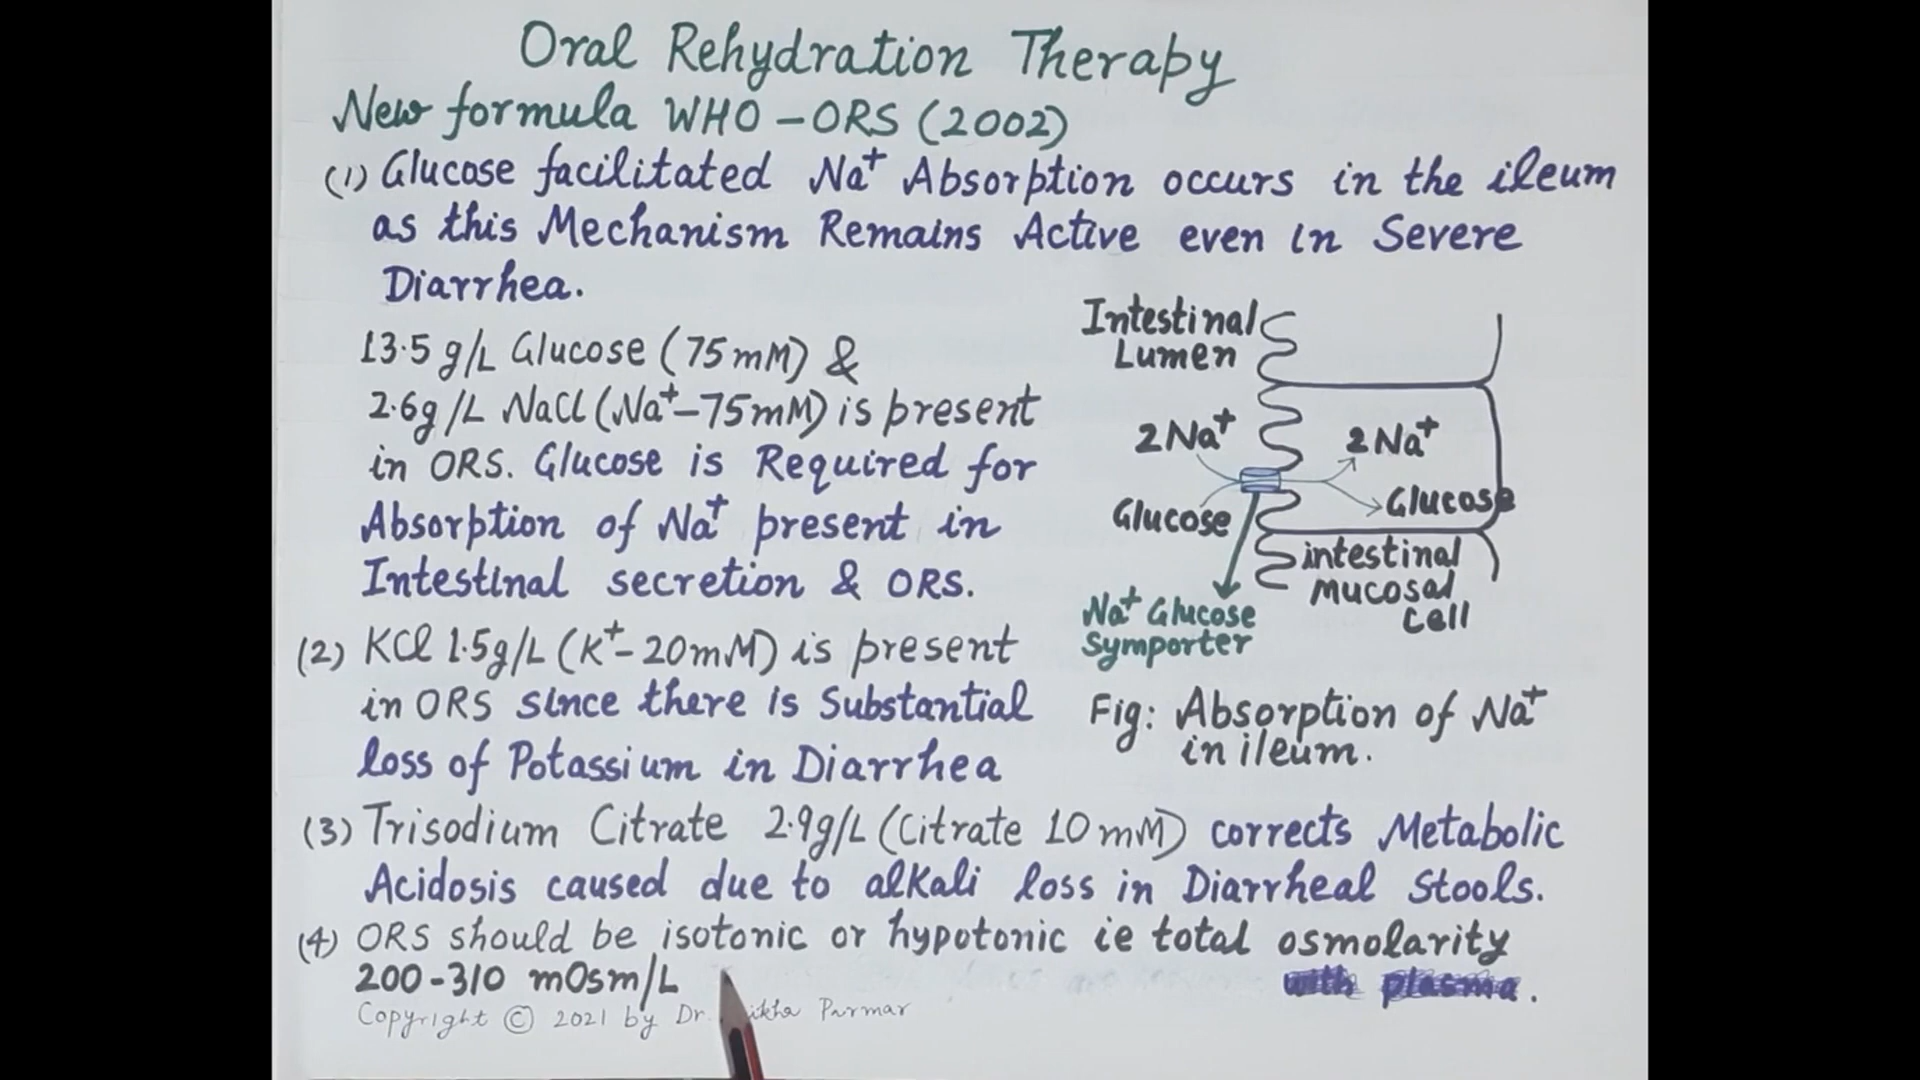 Oral Rehydration Therapy
New formula WHO - ORS (2002)
(1) Glucose facilitated Na⁺ Absorption occurs in the ileum
as this Mechanism Remains Active even in Severe
Diarrhea.
13.5 g/L Glucose (75 mM) &
2.6g/L NaCl (Na⁺-75mM) is present
in ORS. Glucose is Required for
Absorption of Na⁺ present in
Intestinal secretion & ORS.
Intestinal
Lumen
2Na⁺
2Na⁺
Glucose
Glucose
intestinal
mucosal
cell
Na⁺ Glucose
Symporter
Fig: Absorption of Na⁺
in ileum.
(2) KCl 1.5g/L (K⁺-20mM) is present
in ORS since there is Substantial
loss of Potassium in Diarrhea
(3) Trisodium Citrate 2.9g/L (Citrate 10 mM) corrects Metabolic
Acidosis caused due to alkali loss in Diarrheal Stools.
(4) ORS should be isotonic or hypotonic ie total osmolarity
200-310 mOsm/L with plasma.
Copyright © 2021 by Dr. Parmar